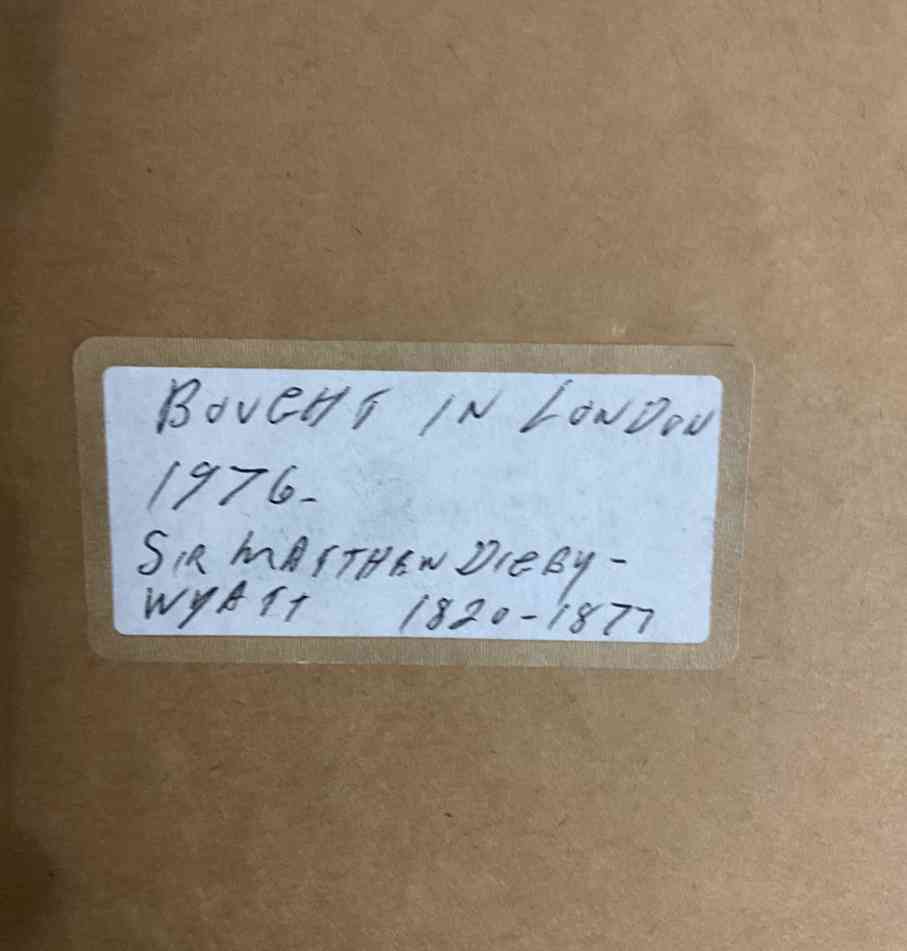 BOUGHT IN LONDON
1976-
SIR MATTHEW DIGBY-
WYATT 1820-1877